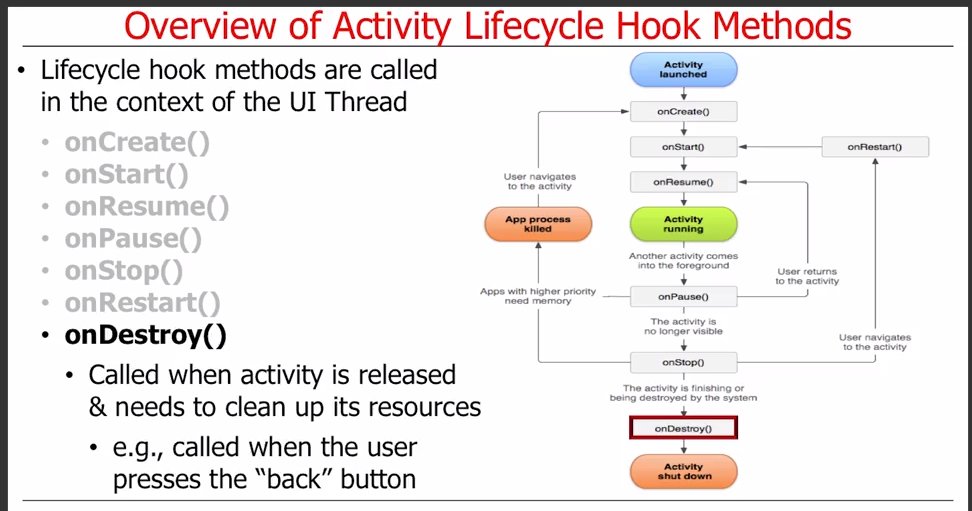 Overview of Activity Lifecycle Hook Methods
• Lifecycle hook methods are called
in the context of the UI Thread
• onCreate()
• onStart()
• onResume()
• onPause()
• onStop()
• onRestart()
• onDestroy()
• Called when activity is released
& needs to clean up its resources
• e.g., called when the user
presses the “back” button
Activity
launched
onCreate()
onStart()
onRestart()
onResume()
User navigates
to the activity
App process
killed
Activity
running
Another activity comes
into the foreground
User returns
to the activity
Apps with higher priority
need memory
onPause()
The activity is
no longer visible
User navigates
to the activity
onStop()
The activity is finishing or
being destroyed by the system
onDestroy()
Activity
shut down